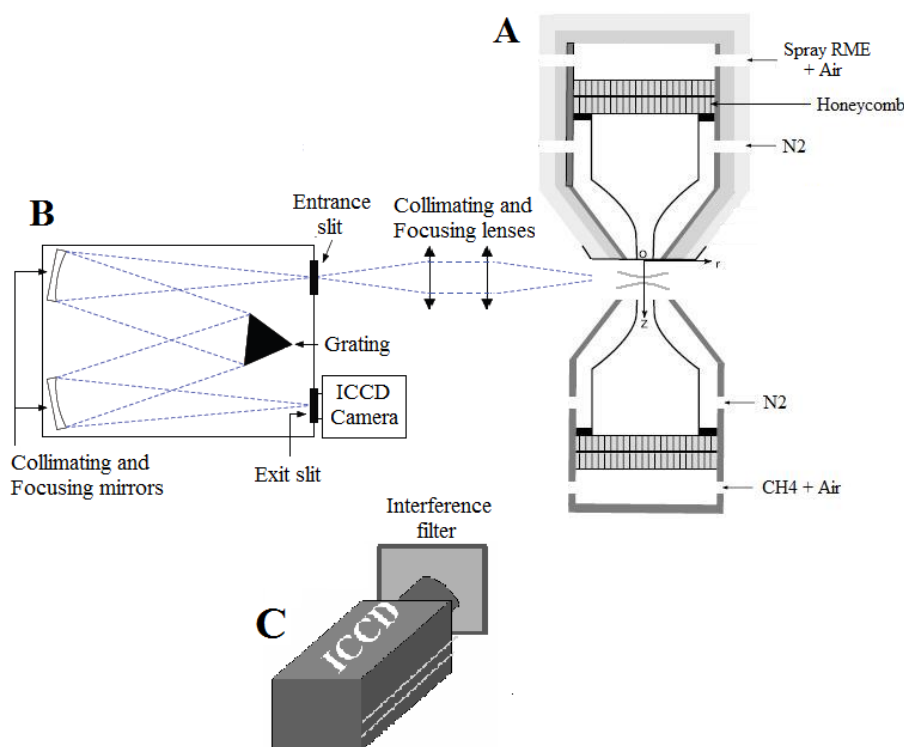 A
Spray RME
+ Air
Honeycomb
N2
B
Entrance
slit
Collimating and
Focusing lenses
O
r
z
Grating
ICCD
Camera
N2
Collimating and
Focusing mirrors
Exit slit
CH4 + Air
Interference
filter
C
ICCD